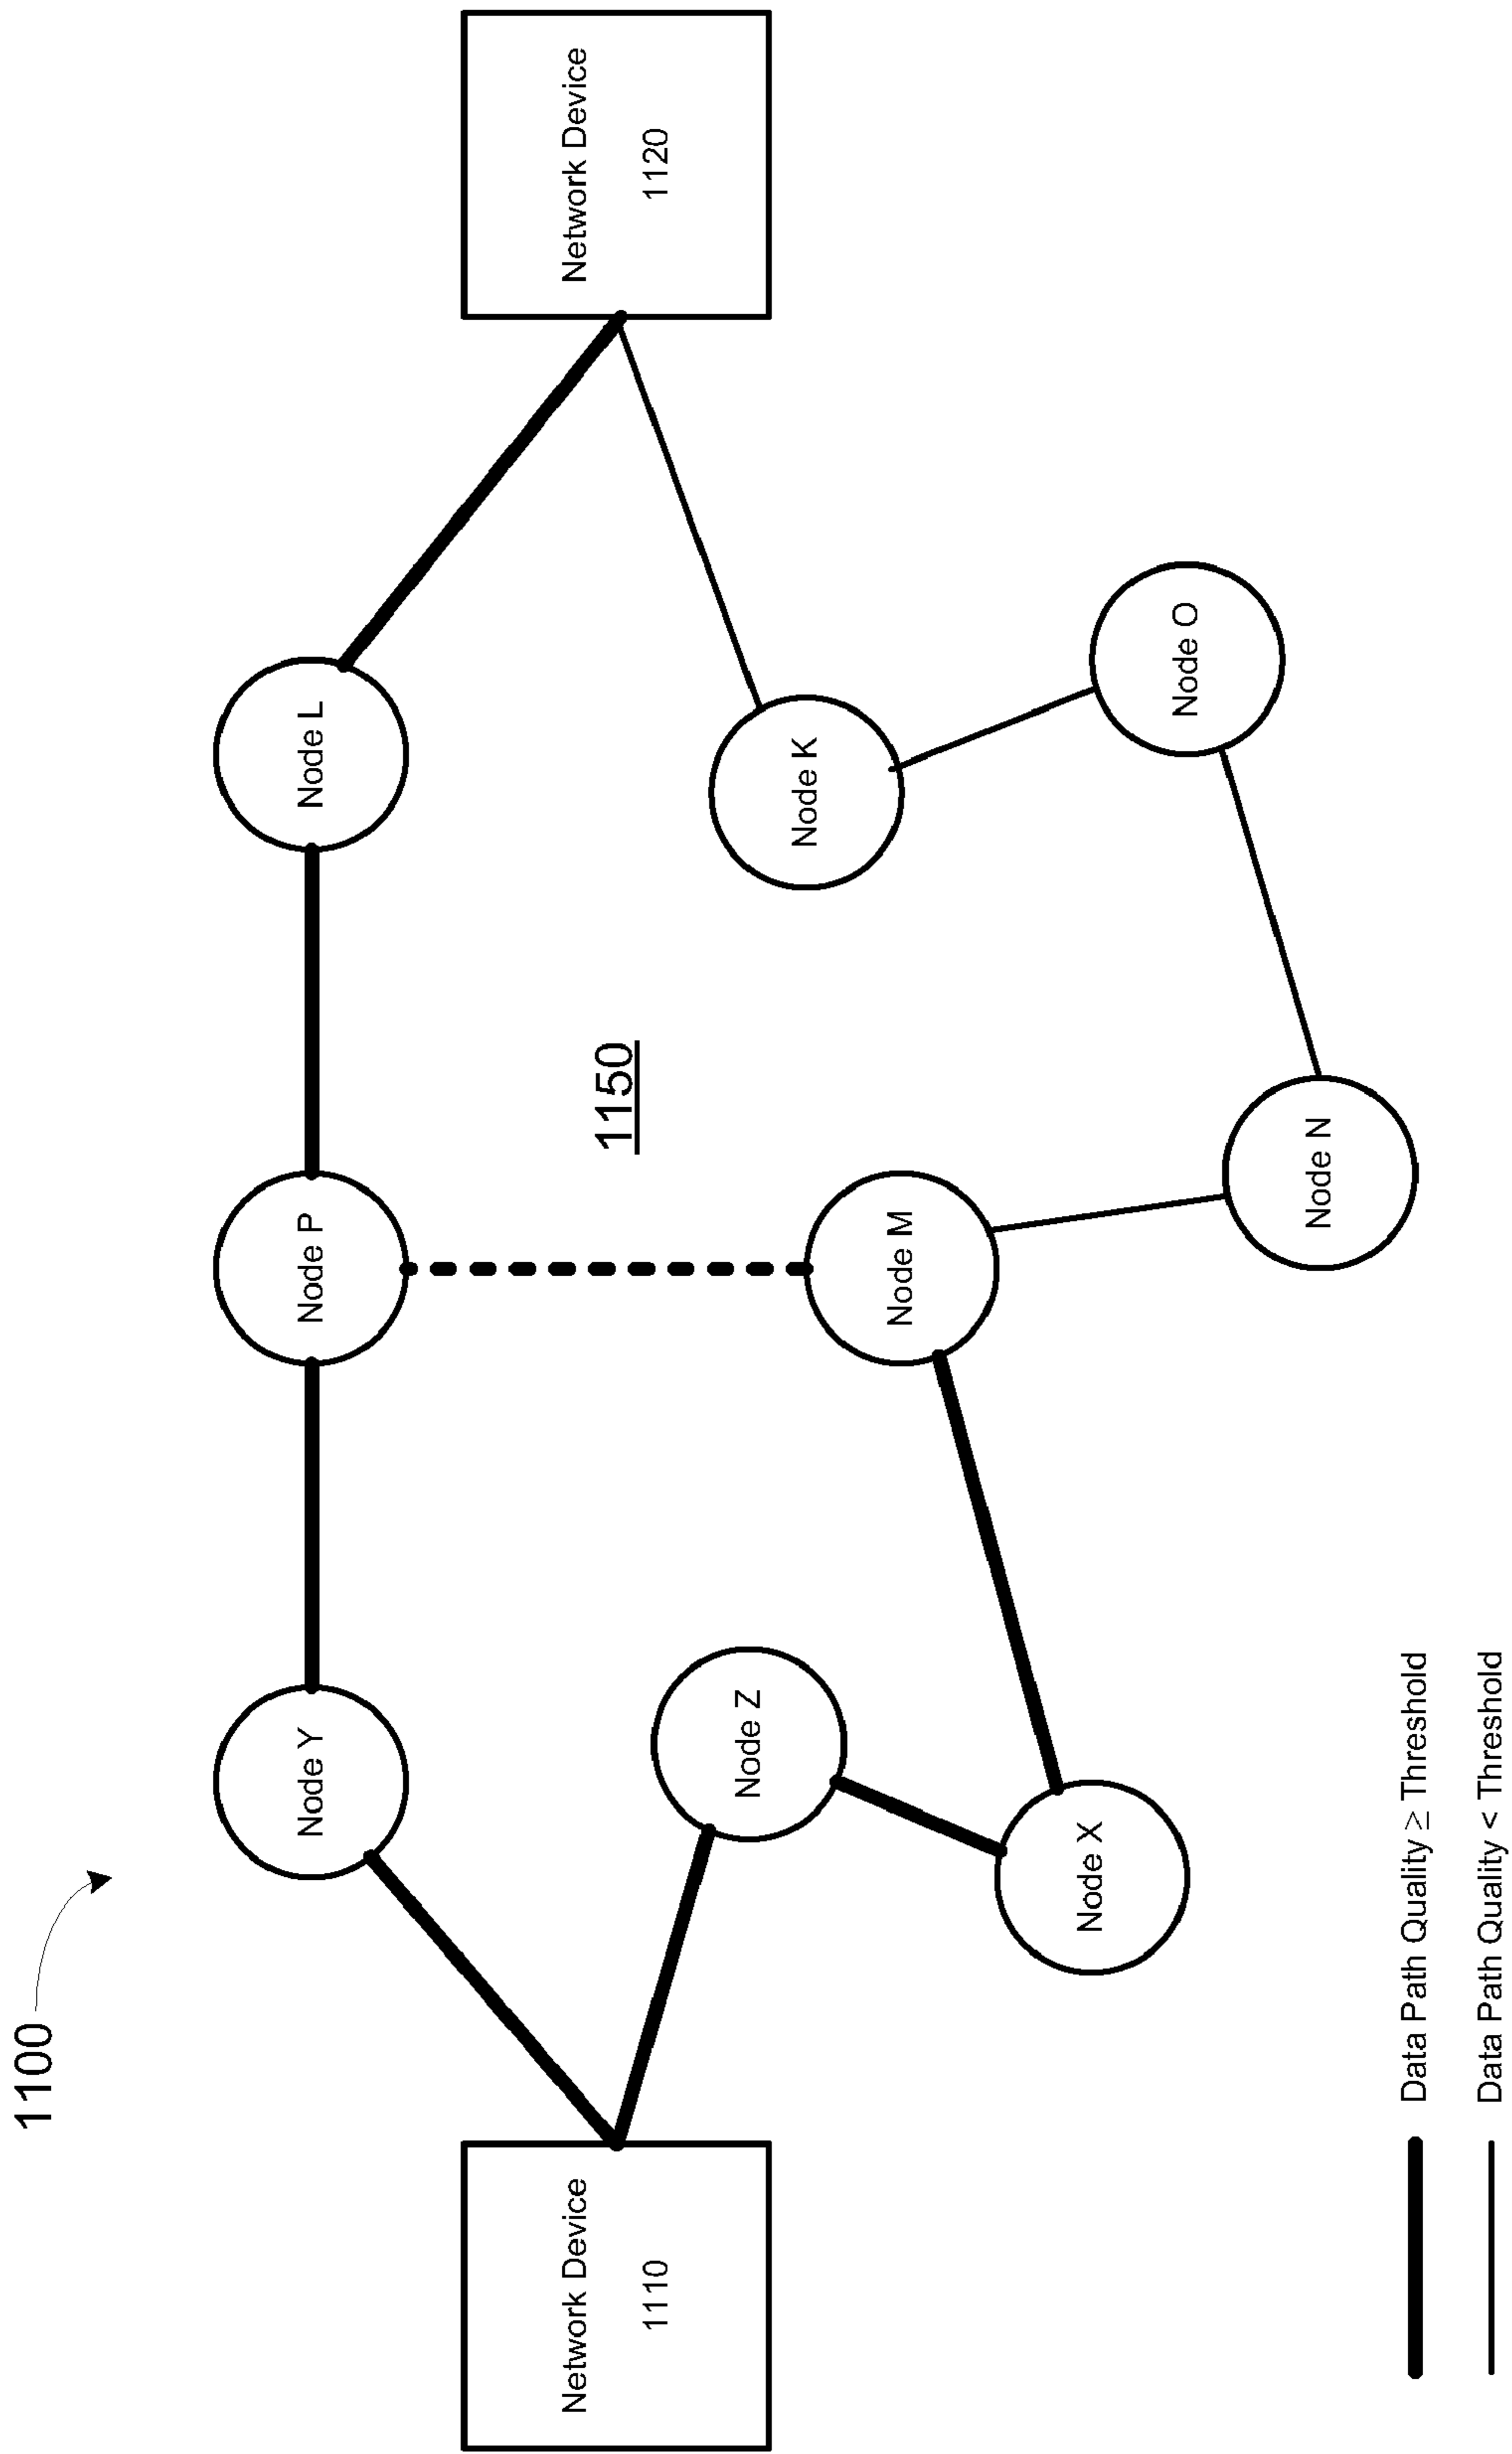 1100
Node Y
Node P
Node L
Network Device
1110
Network Device
1120
1150
Node Z
Node M
Node K
Node X
Node O
Node N
Data Path Quality ≥ Threshold
Data Path Quality < Threshold